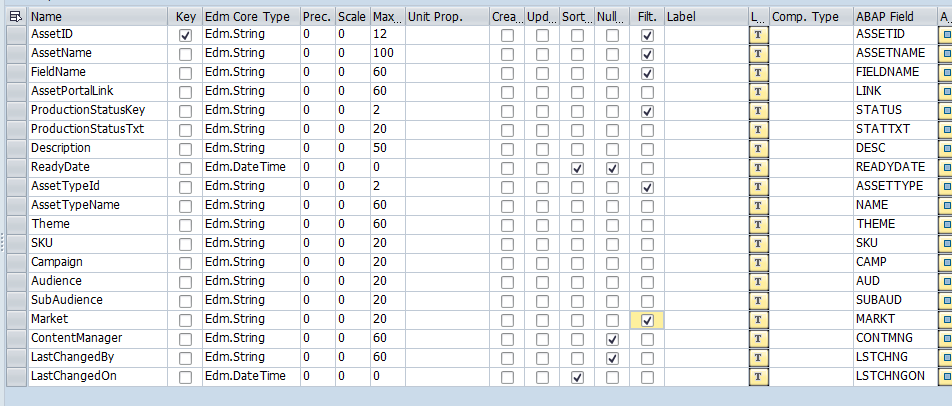 Name Key Edm Core Type Prec. Scale Max... Unit Prop. Crea... Upd... Sort... Null... Filt. Label L... Comp. Type ABAP Field A...
AssetID Edm.String 0 0 12 T ASSETID
AssetName Edm.String 0 0 100 T ASSETNAME
FieldName Edm.String 0 0 60 T FIELDNAME
AssetPortalLink Edm.String 0 0 60 T LINK
ProductionStatusKey Edm.String 0 0 2 T STATUS
ProductionStatusTxt Edm.String 0 0 20 T STATTXT
Description Edm.String 0 0 50 T DESC
ReadyDate Edm.DateTime 0 0 0 T READYDATE
AssetTypeId Edm.String 0 0 2 T ASSETTYPE
AssetTypeName Edm.String 0 0 60 T NAME
Theme Edm.String 0 0 60 T THEME
SKU Edm.String 0 0 20 T SKU
Campaign Edm.String 0 0 20 T CAMP
Audience Edm.String 0 0 20 T AUD
SubAudience Edm.String 0 0 20 T SUBAUD
Market Edm.String 0 0 20 T MARKT
ContentManager Edm.String 0 0 60 T CONTMNG
LastChangedBy Edm.String 0 0 60 T LSTCHNG
LastChangedOn Edm.DateTime 0 0 0 T LSTCHNGON